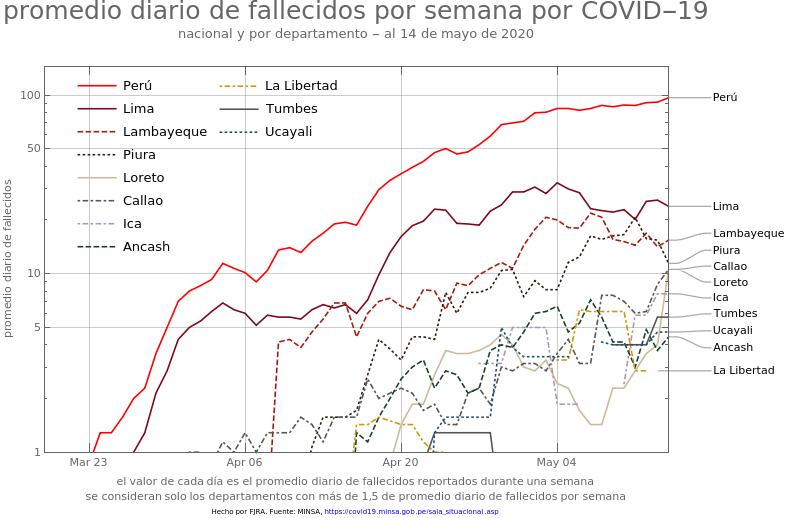 promedio diario de fallecidos por semana por COVID−19
nacional y por departamento − al 14 de mayo de 2020
promedio diario de fallecidos
100
50
10
5
1
Perú
Lima
Lambayeque
Piura
Loreto
Callao
Ica
Ancash
La Libertad
Tumbes
Ucayali
Perú
Lima
Lambayeque
Piura
Callao
Loreto
Ica
Tumbes
Ucayali
Ancash
La Libertad
Mar 23
Apr 06
Apr 20
May 04
el valor de cada día es el promedio diario de fallecidos reportados durante una semana
se consideran solo los departamentos con más de 1,5 de promedio diario de fallecidos por semana
Hecho por FJRA. Fuente: MINSA, https://covid19.minsa.gob.pe/sala_situacional.asp